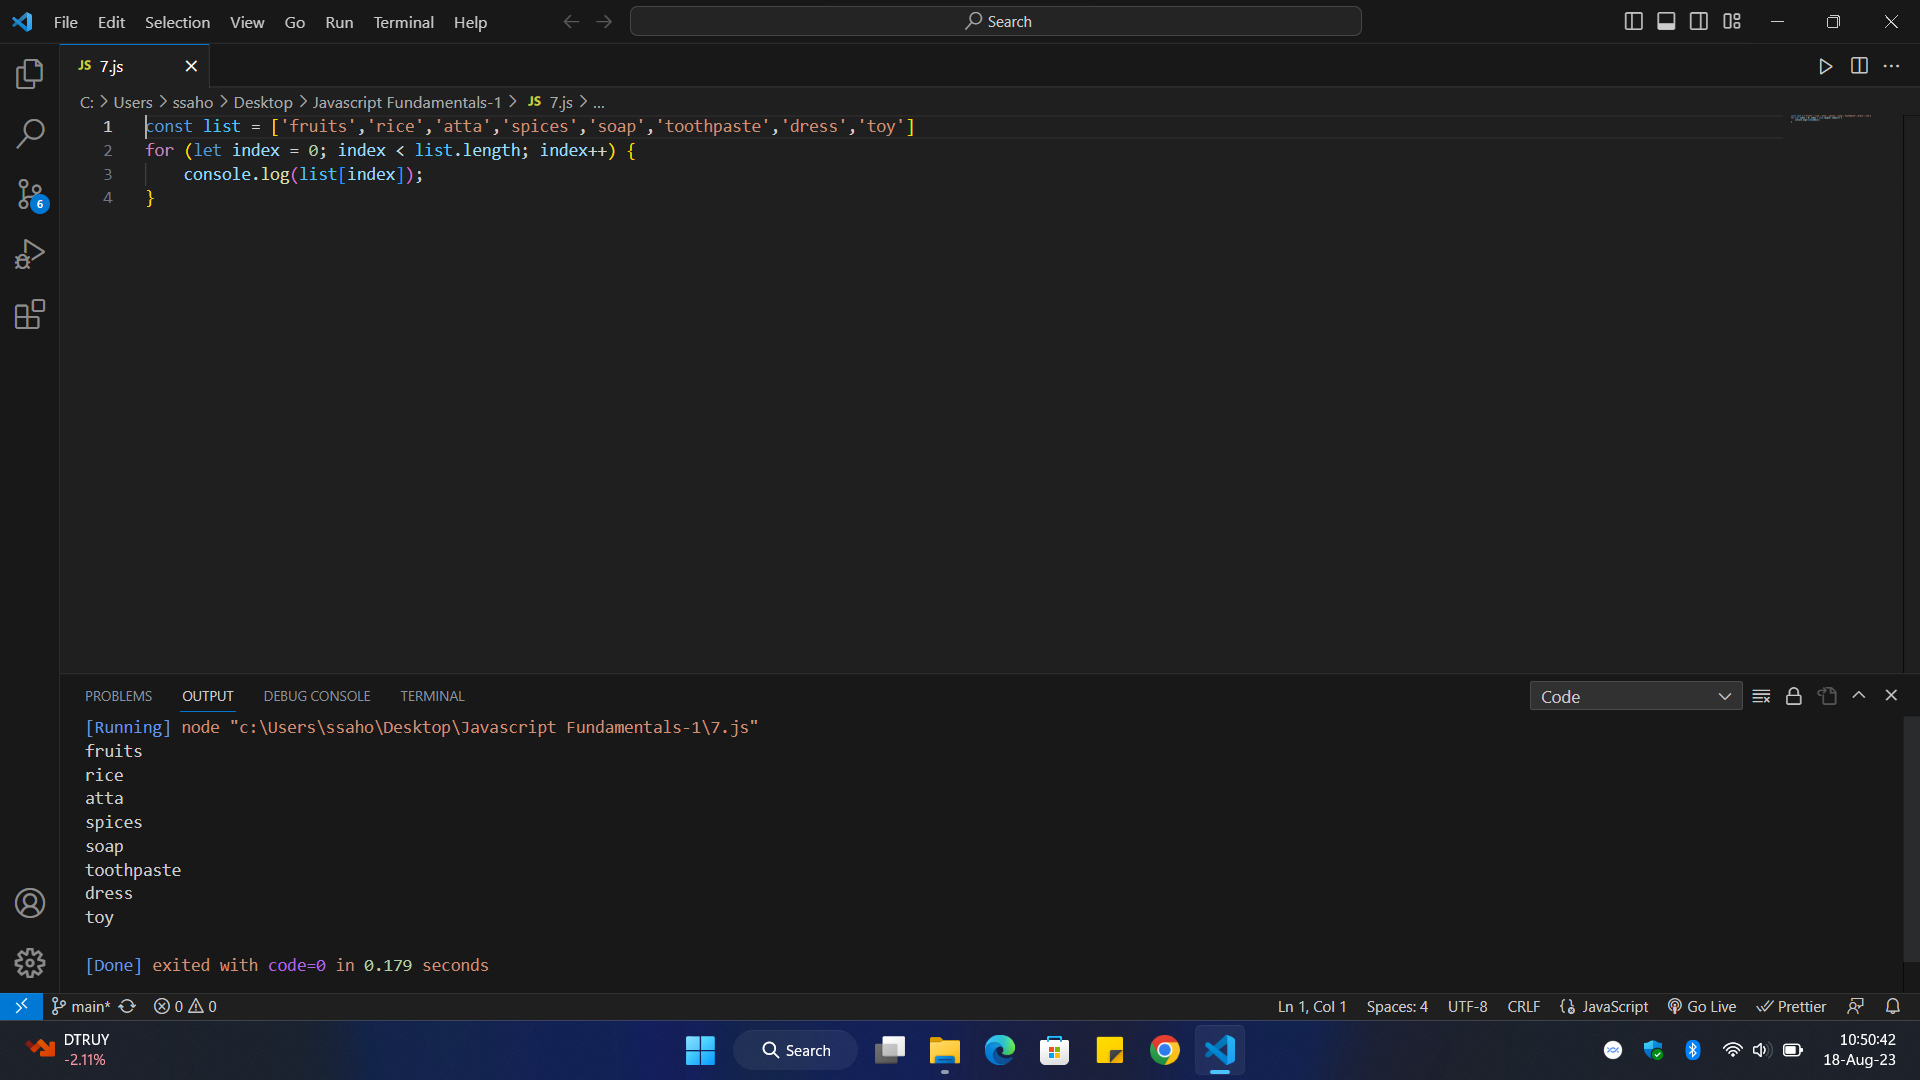 File Edit Selection View Go Run Terminal Help
Search
JS 7.js
C: > Users > ssaho > Desktop > Javascript Fundamentals-1 > JS 7.js > ...
1 const list = ['fruits','rice','atta','spices','soap','toothpaste','dress','toy']
2 for (let index = 0; index < list.length; index++) {
3 console.log(list[index]);
4 }
6
PROBLEMS OUTPUT DEBUG CONSOLE TERMINAL
Code
[Running] node "c:\Users\ssaho\Desktop\Javascript Fundamentals-1\7.js"
fruits
rice
atta
spices
soap
toothpaste
dress
toy
[Done] exited with code=0 in 0.179 seconds
main* 0 0 Ln 1, Col 1 Spaces: 4 UTF-8 CRLF {} JavaScript Go Live Prettier
DTRUY
-2.11%
Search
10:50:42
18-Aug-23